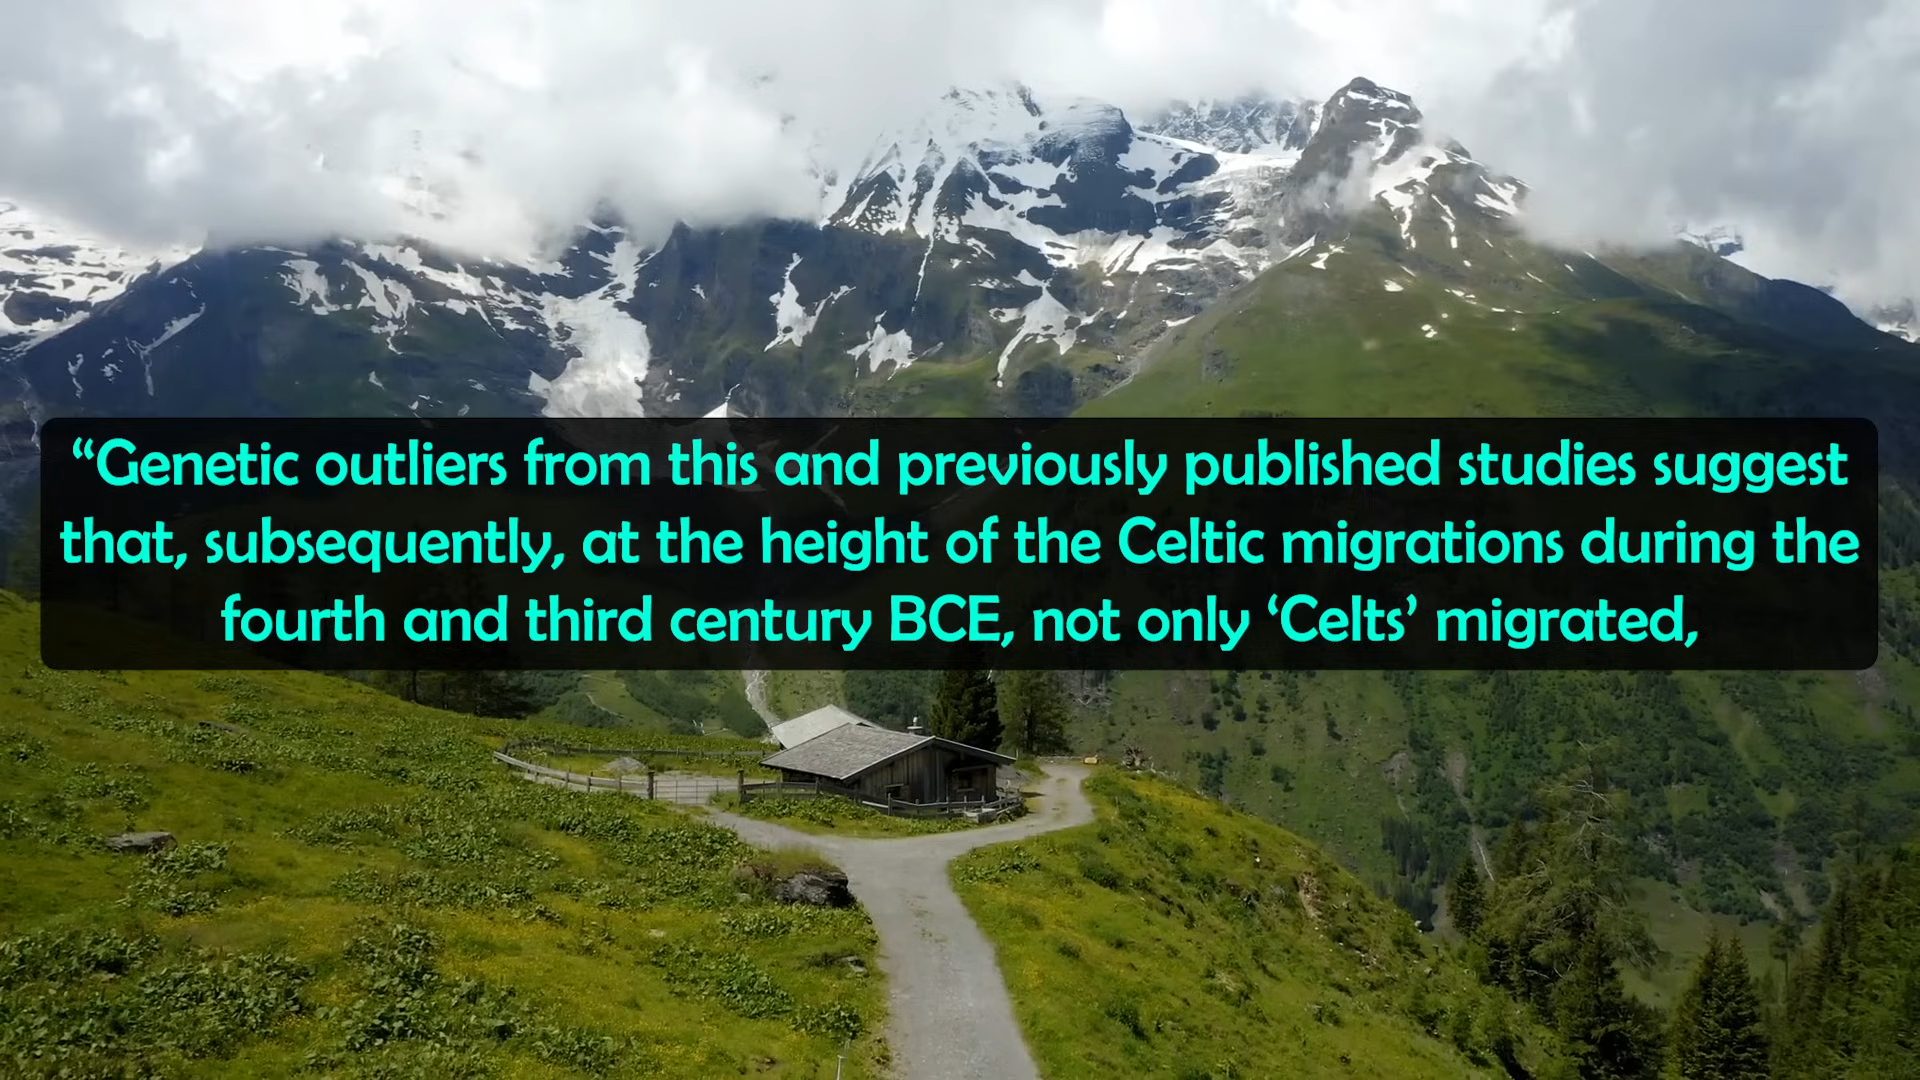 “Genetic outliers from this and previously published studies suggest
that, subsequently, at the height of the Celtic migrations during the
fourth and third century BCE, not only ‘Celts’ migrated,